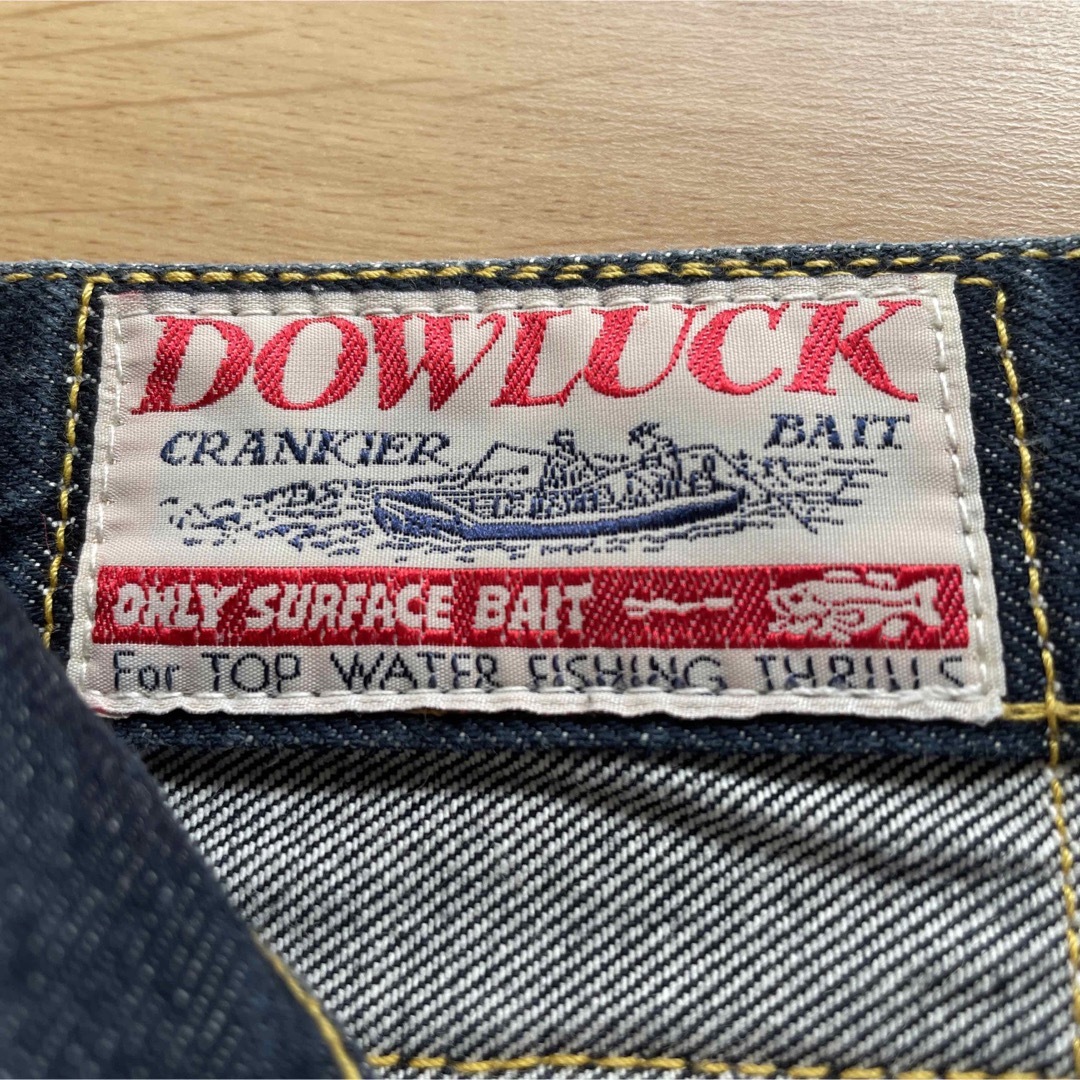 DOWLUCK
CRANKIER BAIT
ONLY SURFACE BAIT
For TOP WATER FISHING THRILLS